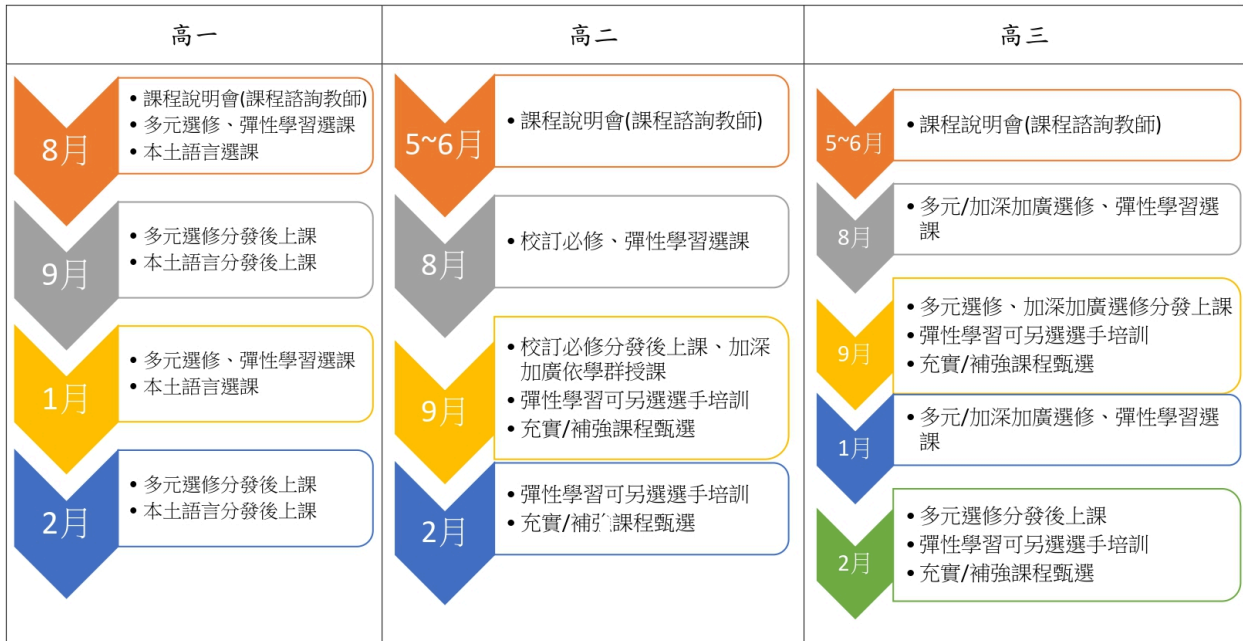 高一
8月
• 課程說明會(課程諮詢教師)
• 多元選修、彈性學習選課
• 本土語言選課
9月
• 多元選修分發後上課
• 本土語言分發後上課
1月
• 多元選修、彈性學習選課
• 本土語言選課
2月
• 多元選修分發後上課
• 本土語言分發後上課
高二
5~6月
• 課程說明會(課程諮詢教師)
8月
• 校訂必修、彈性學習選課
9月
• 校訂必修分發後上課、加深
加廣依學群授課
• 彈性學習可另選選手培訓
• 充實/補強課程甄選
2月
• 彈性學習可另選選手培訓
• 充實/補強課程甄選
高三
5~6月
• 課程說明會(課程諮詢教師)
8月
• 多元/加深加廣選修、彈性學習選
課
9月
• 多元選修、加深加廣選修分發上課
• 彈性學習可另選選手培訓
• 充實/補強課程甄選
1月
• 多元/加深加廣選修、彈性學習選
課
2月
• 多元選修分發後上課
• 彈性學習可另選選手培訓
• 充實/補強課程甄選